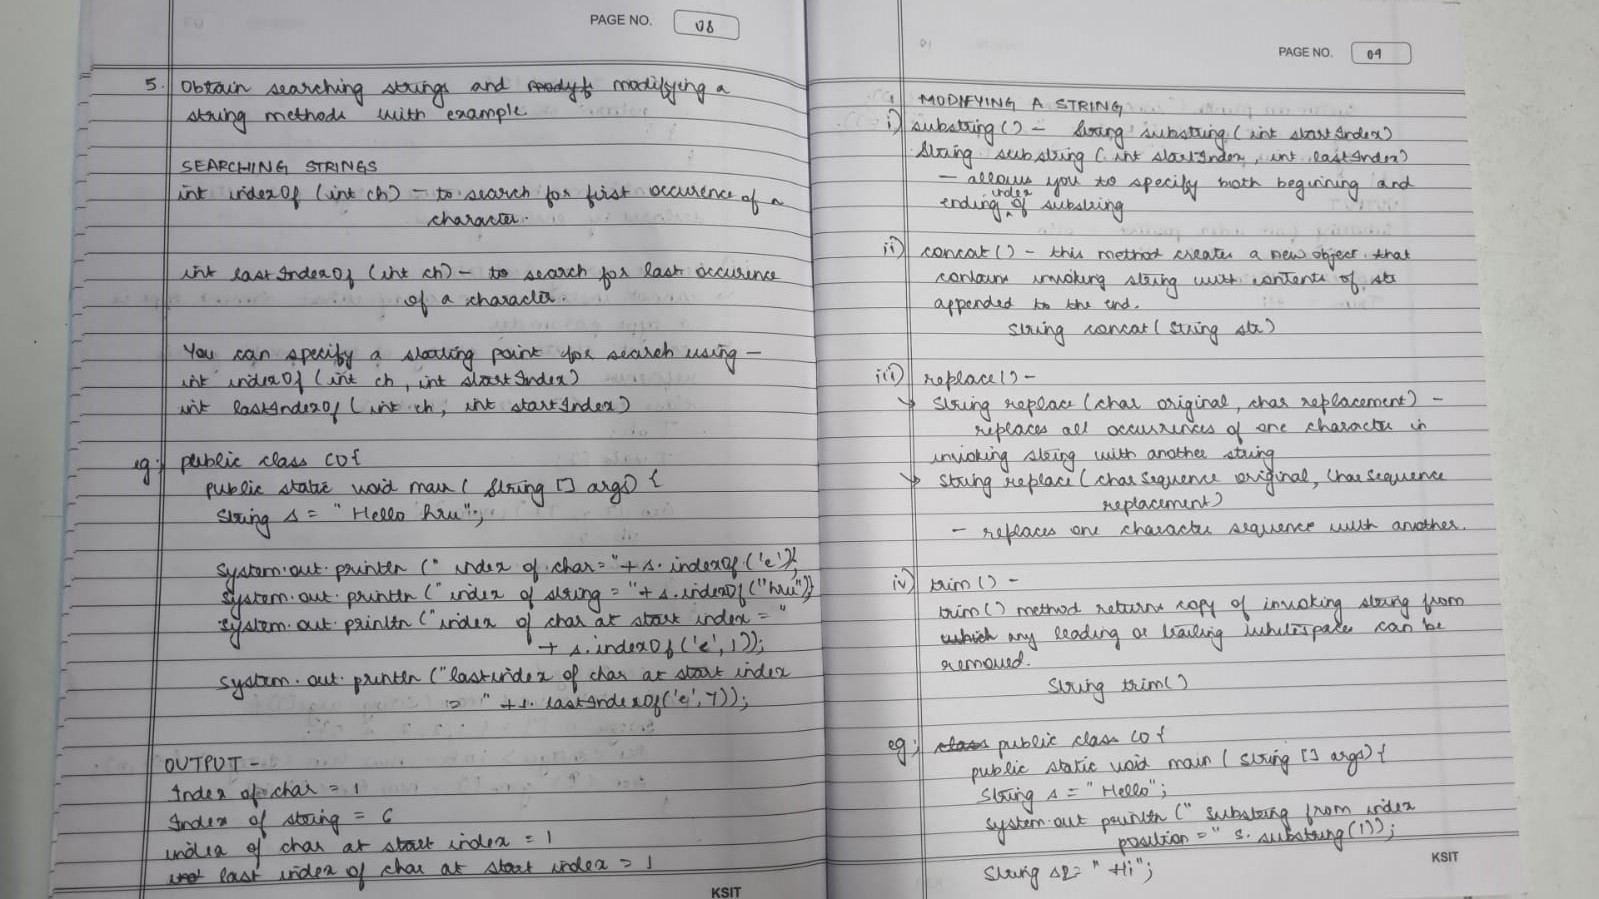 PAGE NO. 08
5. Obtain searching strings and modyf modifying a
string methods with example
SEARCHING STRINGS
int indexOf (int ch) - to search for first occurence of a
character.
int lastIndexOf (int ch) - to search for last occurence
of a character.
You can specify a starting point for search using -
int indexOf (int ch, int startIndex)
int lastIndexOf (int ch, int startIndex)
eg: public class CO{
public static void main ( String [] args) {
String s = " Hello hru";
System.out.println (" index of char="+ s.indexOf ('e');
System.out.println ("index of string = "+ s.indexOf("hru"));
System.out.println ("index of char at start index = "
+ s.indexOf('e',1));
System.out.println ("lastindex of char at start index
= " +s.lastIndexOf('e',7));
OUTPUT -
Index of char = 1
Index of string = 6
index of char at start index = 1
last index of char at start index = 1
KSIT
PAGE NO. 09
MODIFYING A STRING
i) substring() - String substring(int startIndex)
String substring (int startIndex, int lastIndex)
- allows you to specify both beginning and
ending index of substring
ii) concat() - this method creates a new object that
contains invoking string with contents of str
appended to the end.
String concat(String str)
iii) replace() -
String replace (char original, char replacement) -
replaces all occurrences of one character in
invoking string with another string
String replace (charSequence original, CharSequence
replacement)
- replaces one character sequence with another.
iv) trim() -
trim() method returns copy of invoking string from
which any leading or trailing whitespace can be
removed.
String trim()
eg: class public class CO{
public static void main (String [] args) {
String s = "Hello";
System.out println (" Substring from index
position = " s. substring(1));
String s2= " Hi";
KSIT